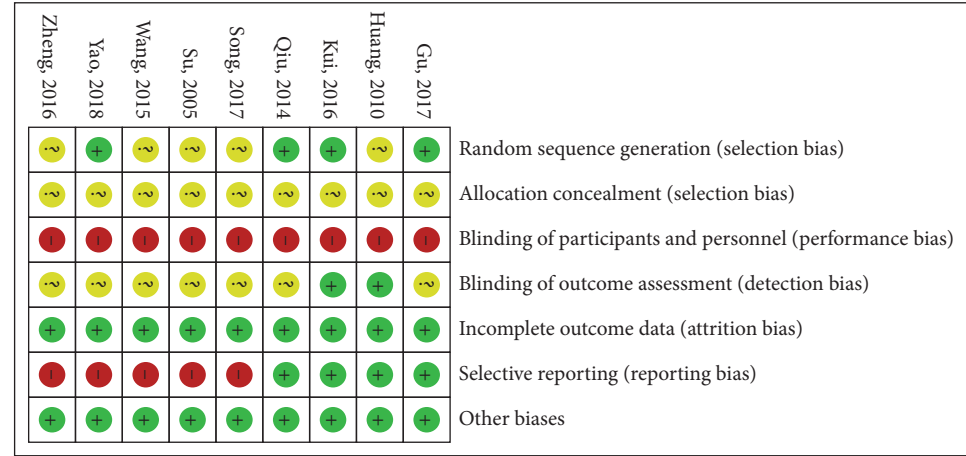 Zheng, 2016
Yao, 2018
Wang, 2015
Su, 2005
Song, 2017
Qiu, 2014
Kui, 2016
Huang, 2010
Gu, 2017
? + ? ? ? + + ? + Random sequence generation (selection bias)
? ? ? ? ? ? ? ? ? Allocation concealment (selection bias)
– – – – – – – – – Blinding of participants and personnel (performance bias)
? ? ? ? ? ? + + ? Blinding of outcome assessment (detection bias)
+ + + + + + + + + Incomplete outcome data (attrition bias)
– – – – – + + + + Selective reporting (reporting bias)
+ + + + + + + + + Other biases